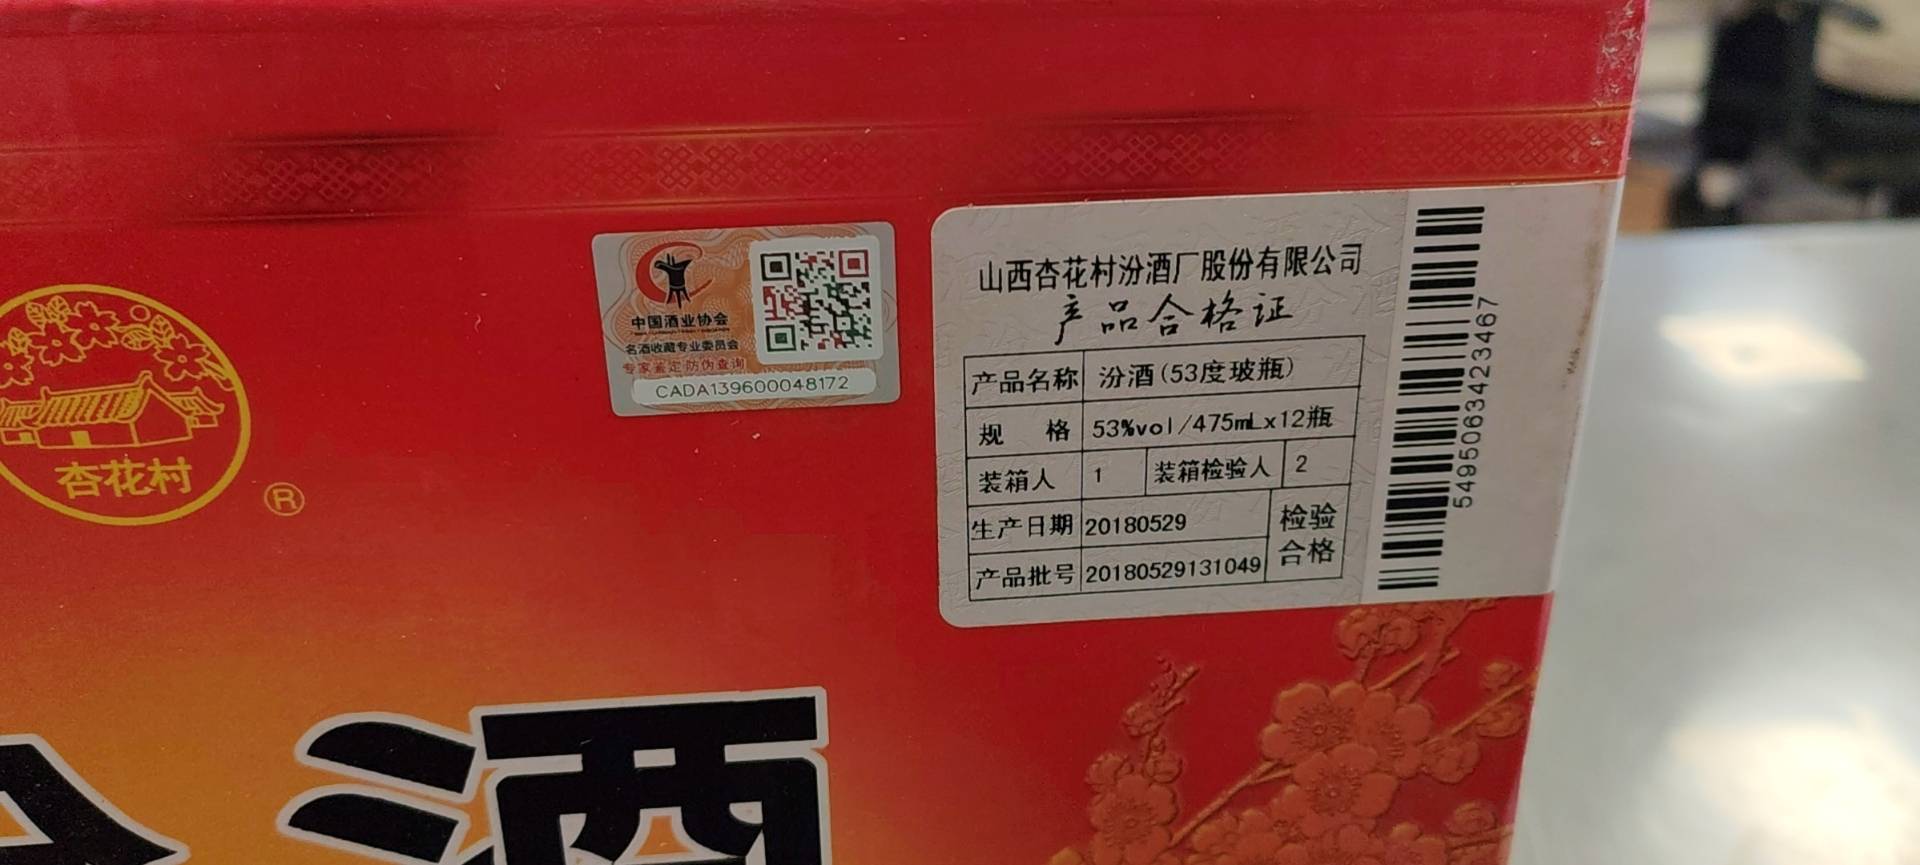 杏花村
®
中国酒业协会
名酒收藏专业委员会
专家鉴定 防伪查询
CADA139600048172
山西杏花村汾酒厂股份有限公司
产品合格证
产品名称 汾酒(53度玻瓶)
规 格 53%vol/475mLx12瓶
装箱人 1 装箱检验人 2
生产日期 20180529 检验
产品批号 20180529131049 合格
5495063423467
酒